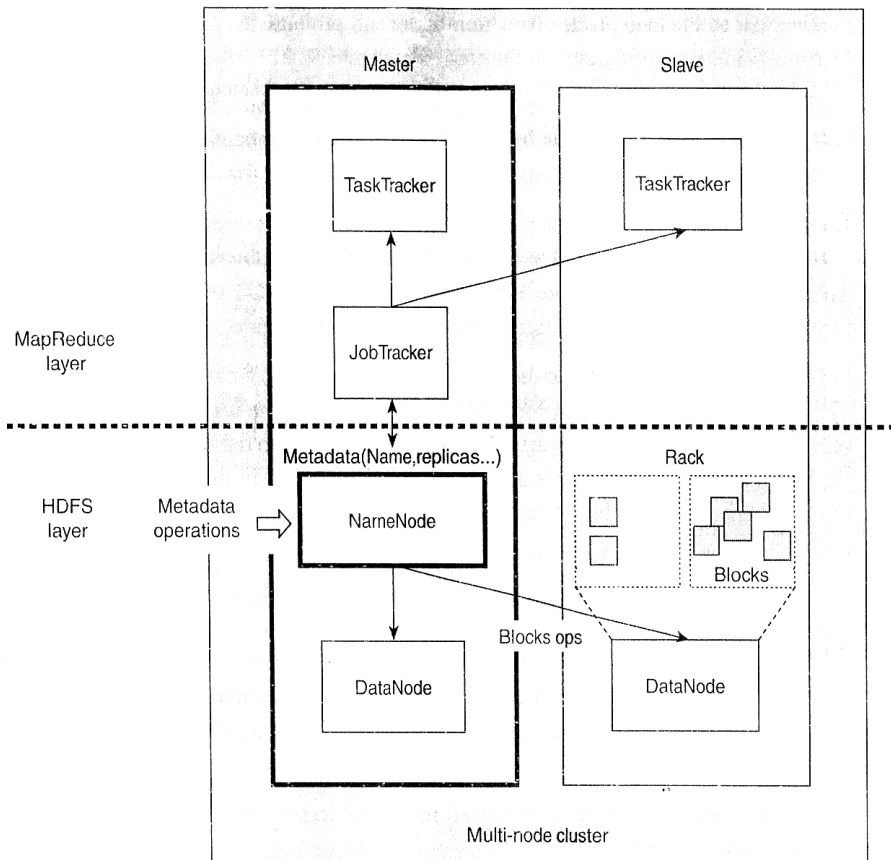 Master
Slave
TaskTracker
TaskTracker
MapReduce
layer
JobTracker
Metadata(Name,replicas...)
Rack
HDFS
layer
Metadata
operations
NameNode
Blocks
Blocks ops
DataNode
DataNode
Multi-node cluster